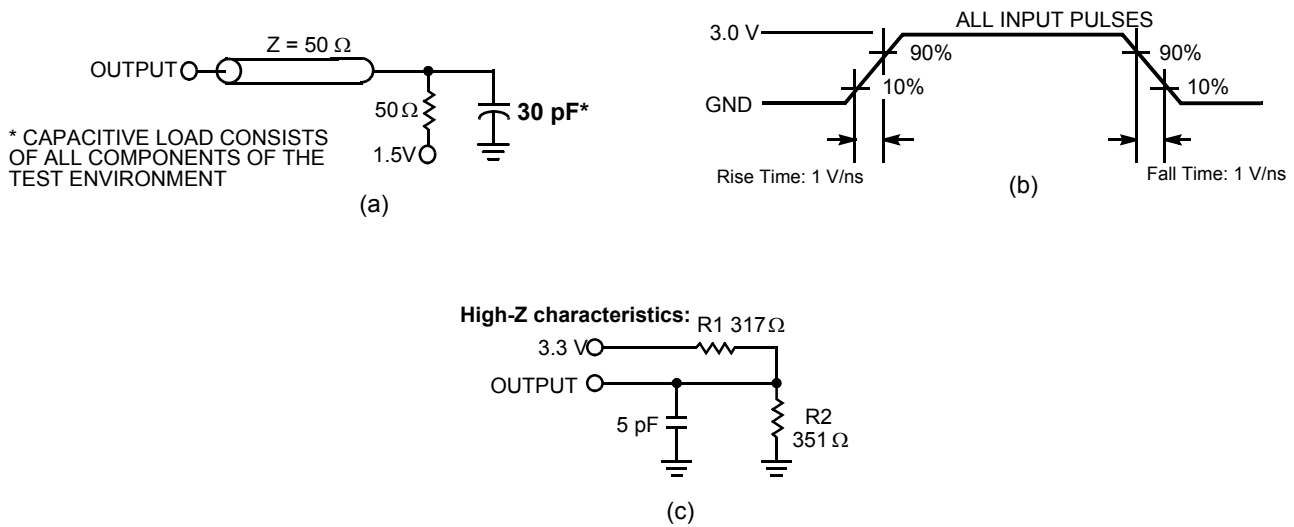 Z = 50 Ω
OUTPUT
50 Ω
30 pF*
1.5V
* CAPACITIVE LOAD CONSISTS
OF ALL COMPONENTS OF THE
TEST ENVIRONMENT
(a)
ALL INPUT PULSES
3.0 V
90%
90%
10%
10%
GND
Rise Time: 1 V/ns
Fall Time: 1 V/ns
(b)
High-Z characteristics:
R1 317 Ω
3.3 V
OUTPUT
5 pF
R2
351 Ω
(c)